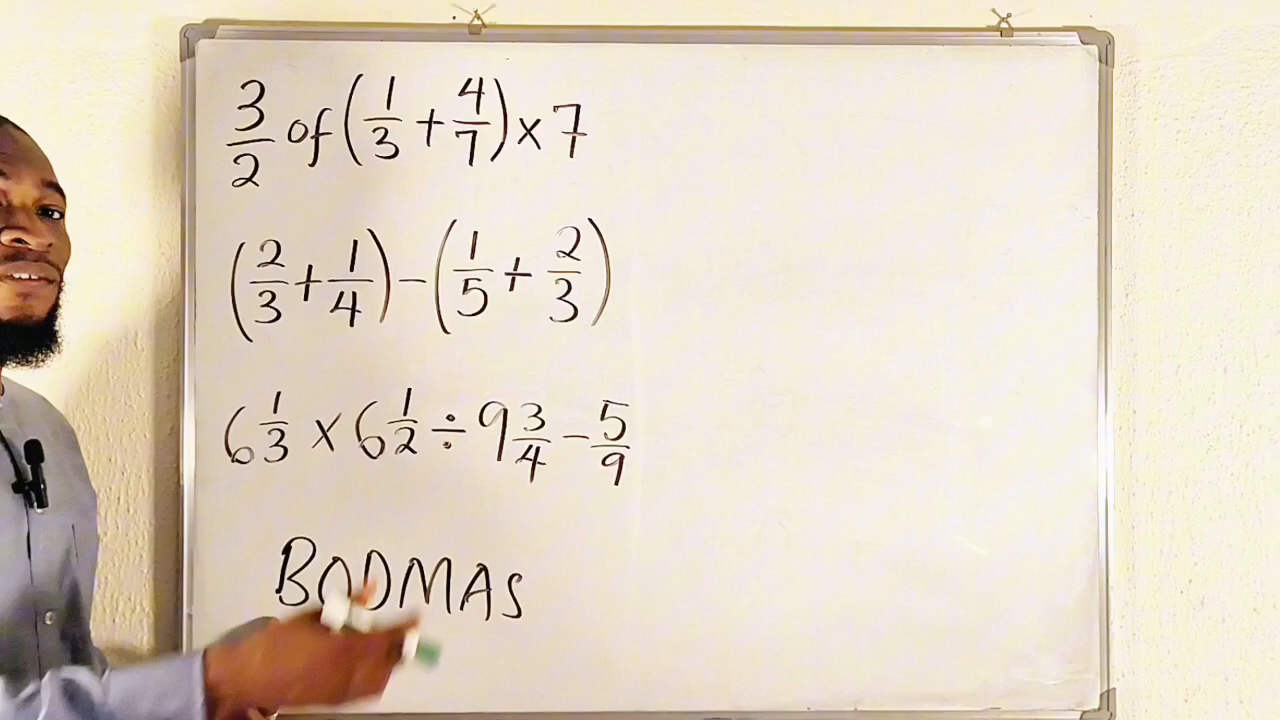 3/2 of (1/3 + 4/7) × 7
(2/3 + 1/4) − (1/5 + 2/3)
6 1/3 × 6 1/2 ÷ 9 3/4 − 5/9
BODMAS